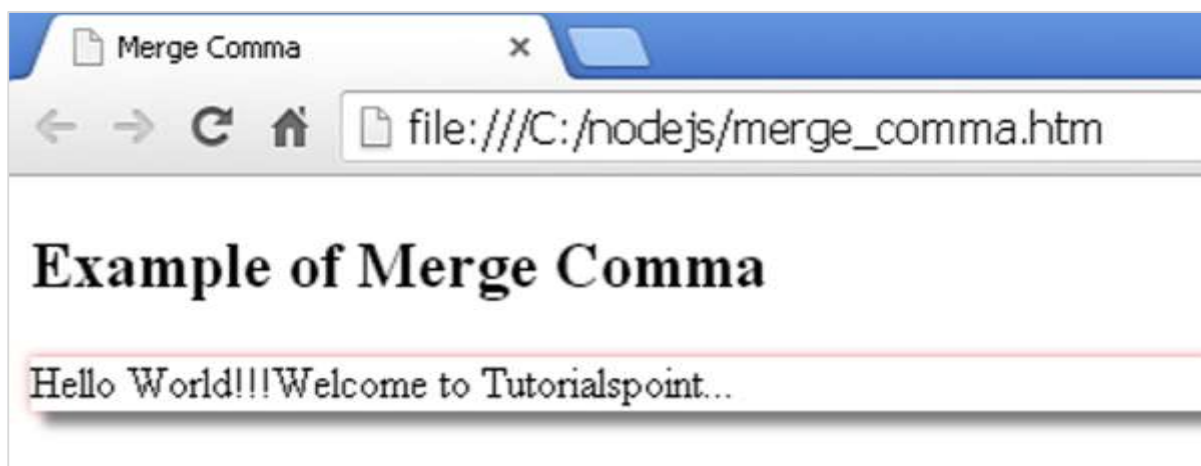 Merge Comma
file:///C:/nodejs/merge_comma.htm
Example of Merge Comma
Hello World!!!Welcome to Tutorialspoint...